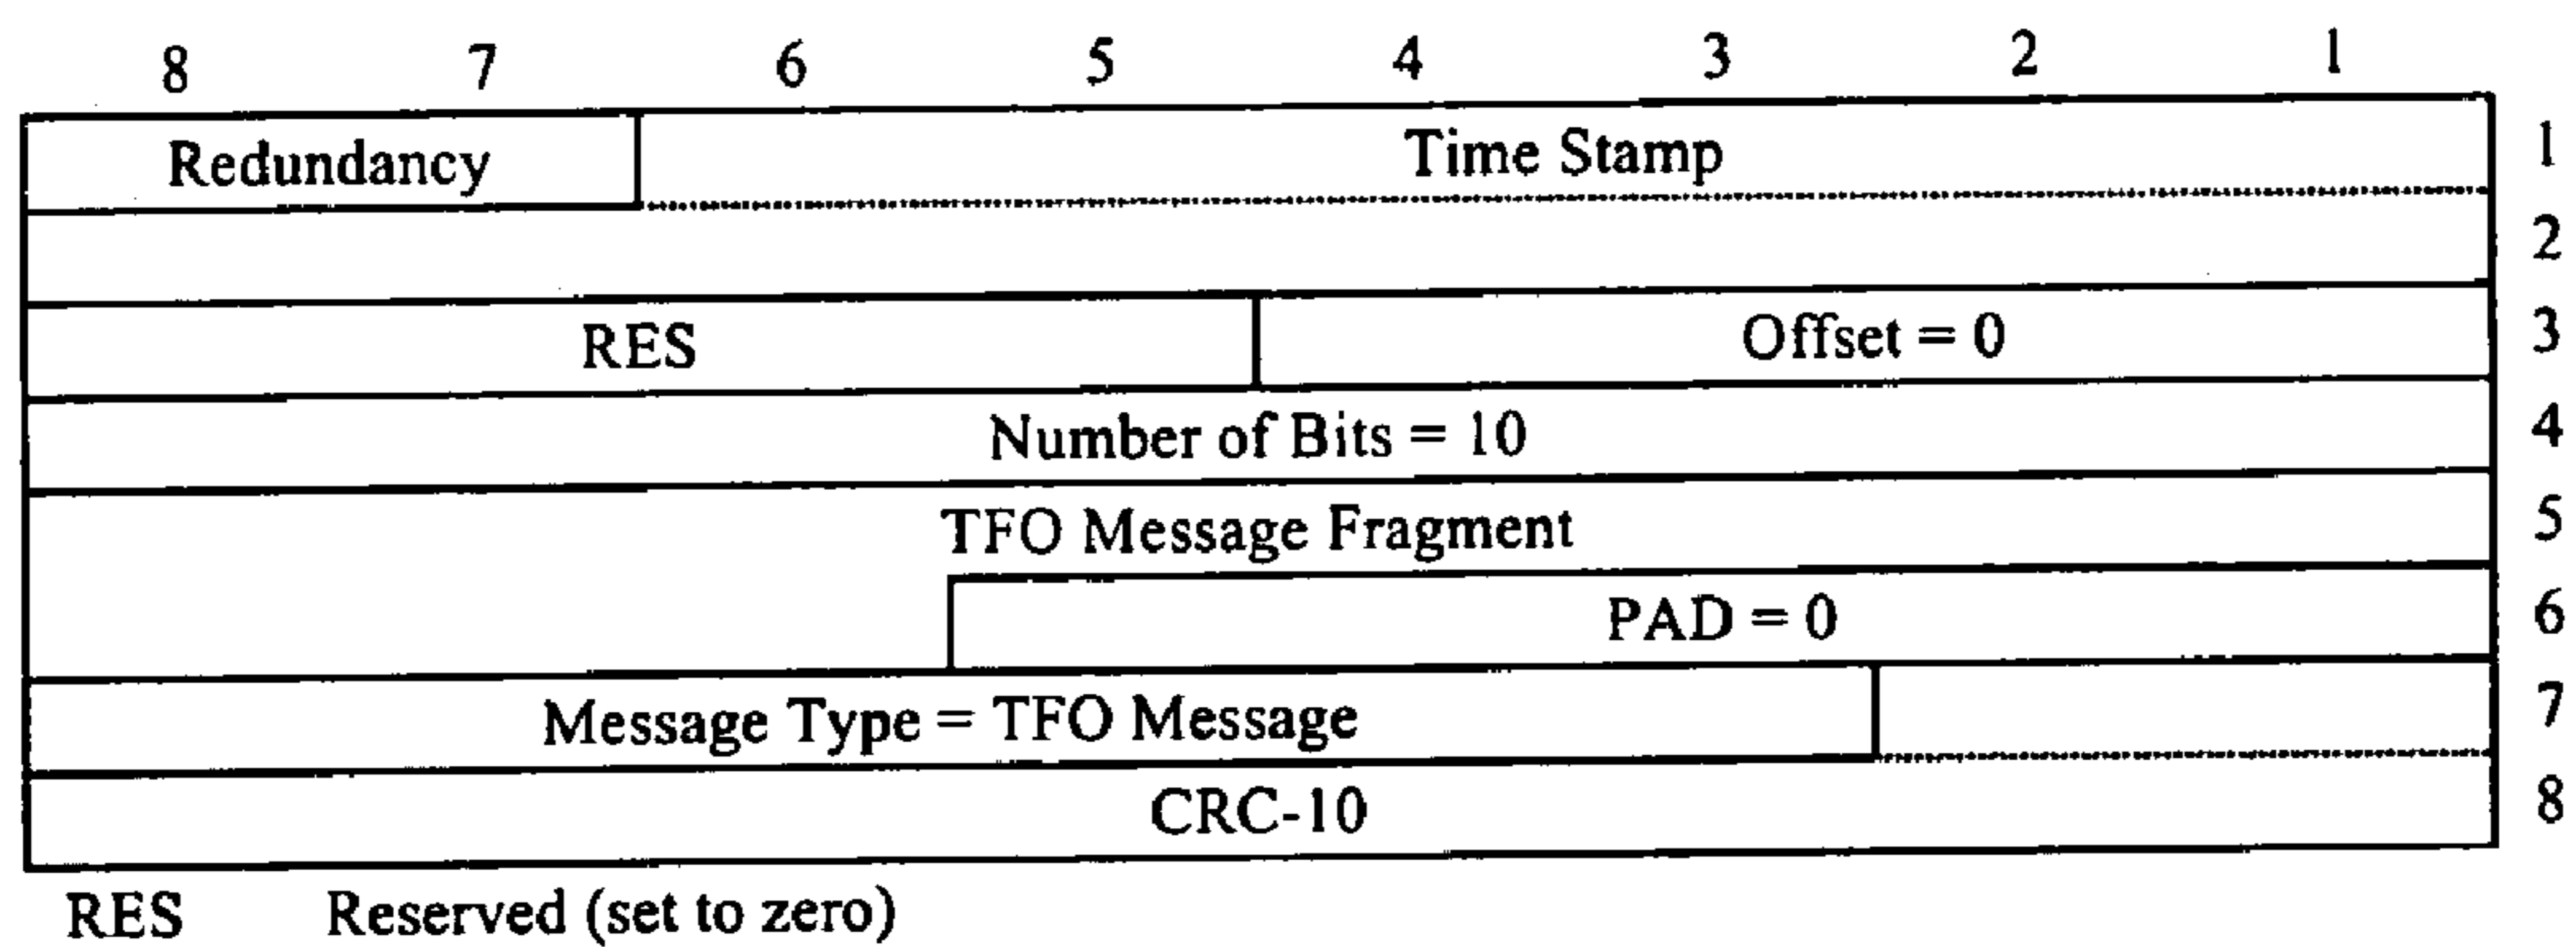 8 7 6 5 4 3 2 1
Redundancy Time Stamp 1
2
RES Offset = 0 3
Number of Bits = 10 4
TFO Message Fragment 5
PAD = 0 6
Message Type = TFO Message 7
CRC-10 8
RES Reserved (set to zero)